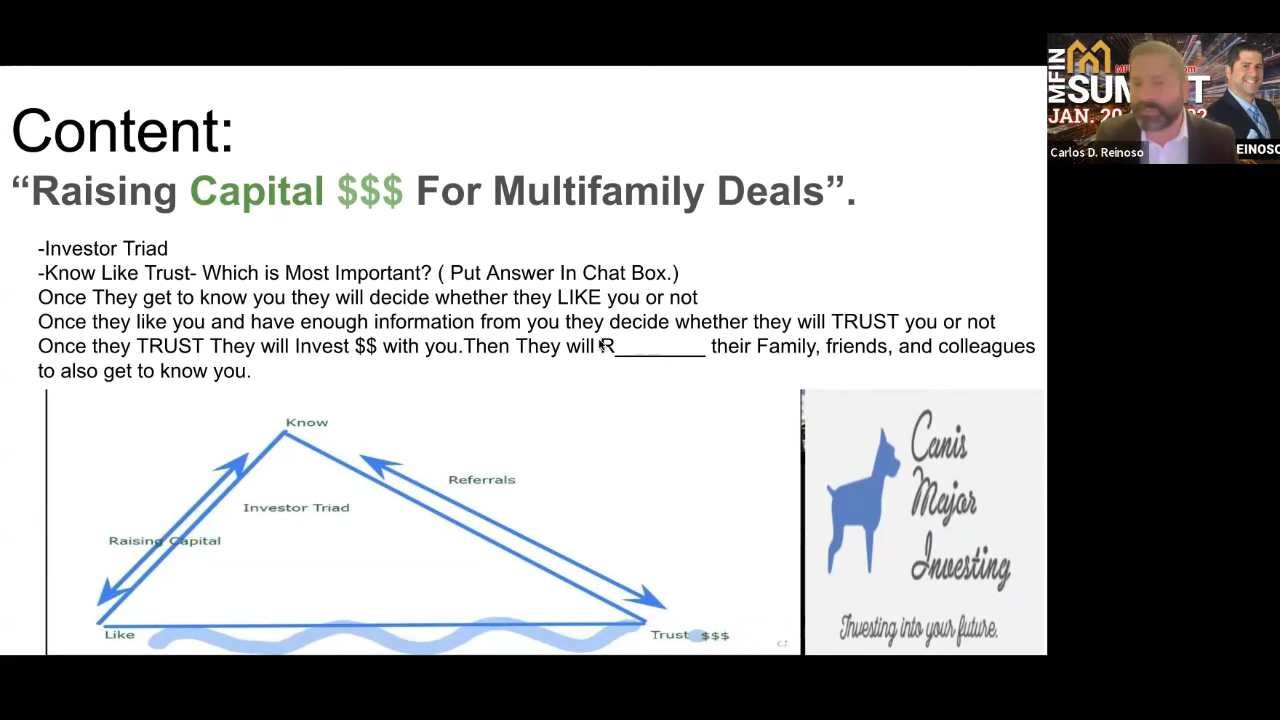 Content:
“Raising Capital $$$ For Multifamily Deals”.
-Investor Triad
-Know Like Trust- Which is Most Important? ( Put Answer In Chat Box.)
Once They get to know you they will decide whether they LIKE you or not
Once they like you and have enough information from you they decide whether they will TRUST you or not
Once they TRUST They will Invest $$ with you.Then They will R________ their Family, friends, and colleagues
to also get to know you.
Know
Referrals
Investor Triad
Raising Capital
Like
Trust $$$
Canis
Major
Investing
Investing into your future.
MFIN
JAN. 20
EINOSO
Carlos D. Reinoso